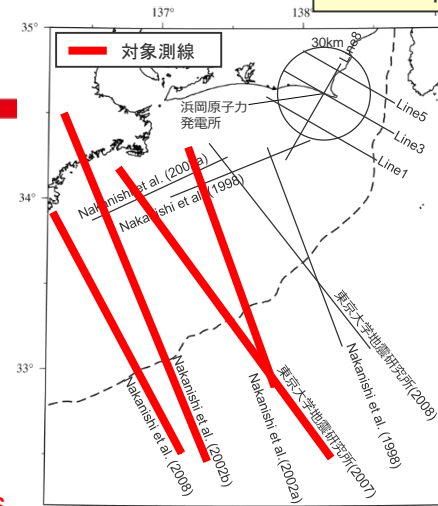 137°
138°
35°
対象測線
30km
Line8
浜岡原子力
発電所
Line5
Line3
Line1
34°
Nakanishi et al. (2002a)
Nakanishi et al. (1998)
33°
東京大学地震研究所(2008)
Nakanishi et al. (1998)
東京大学地震研究所(2007)
Nakanishi et al.(2002a)
Nakanishi et al. (2002b)
Nakanishi et al. (2008)